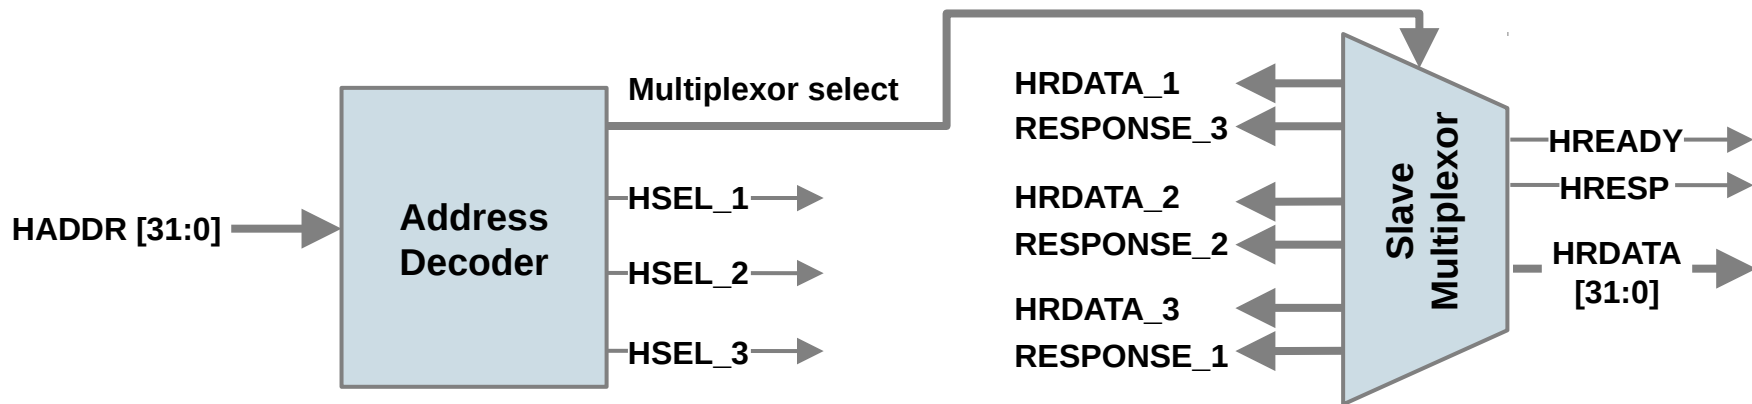 Multiplexor select
HADDR [31:0]
Address
Decoder
HSEL_1
HSEL_2
HSEL_3
HRDATA_1
RESPONSE_3
HRDATA_2
RESPONSE_2
HRDATA_3
RESPONSE_1
Slave
Multiplexor
HREADY
HRESP
HRDATA
[31:0]